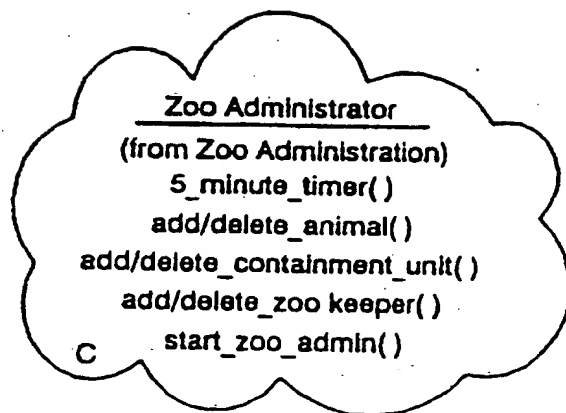 Zoo Administrator
(from Zoo Administration)
5_minute_timer( )
add/delete_animal( )
add/delete_containment_unit( )
add/delete_zoo keeper( )
start_zoo_admin( )
C